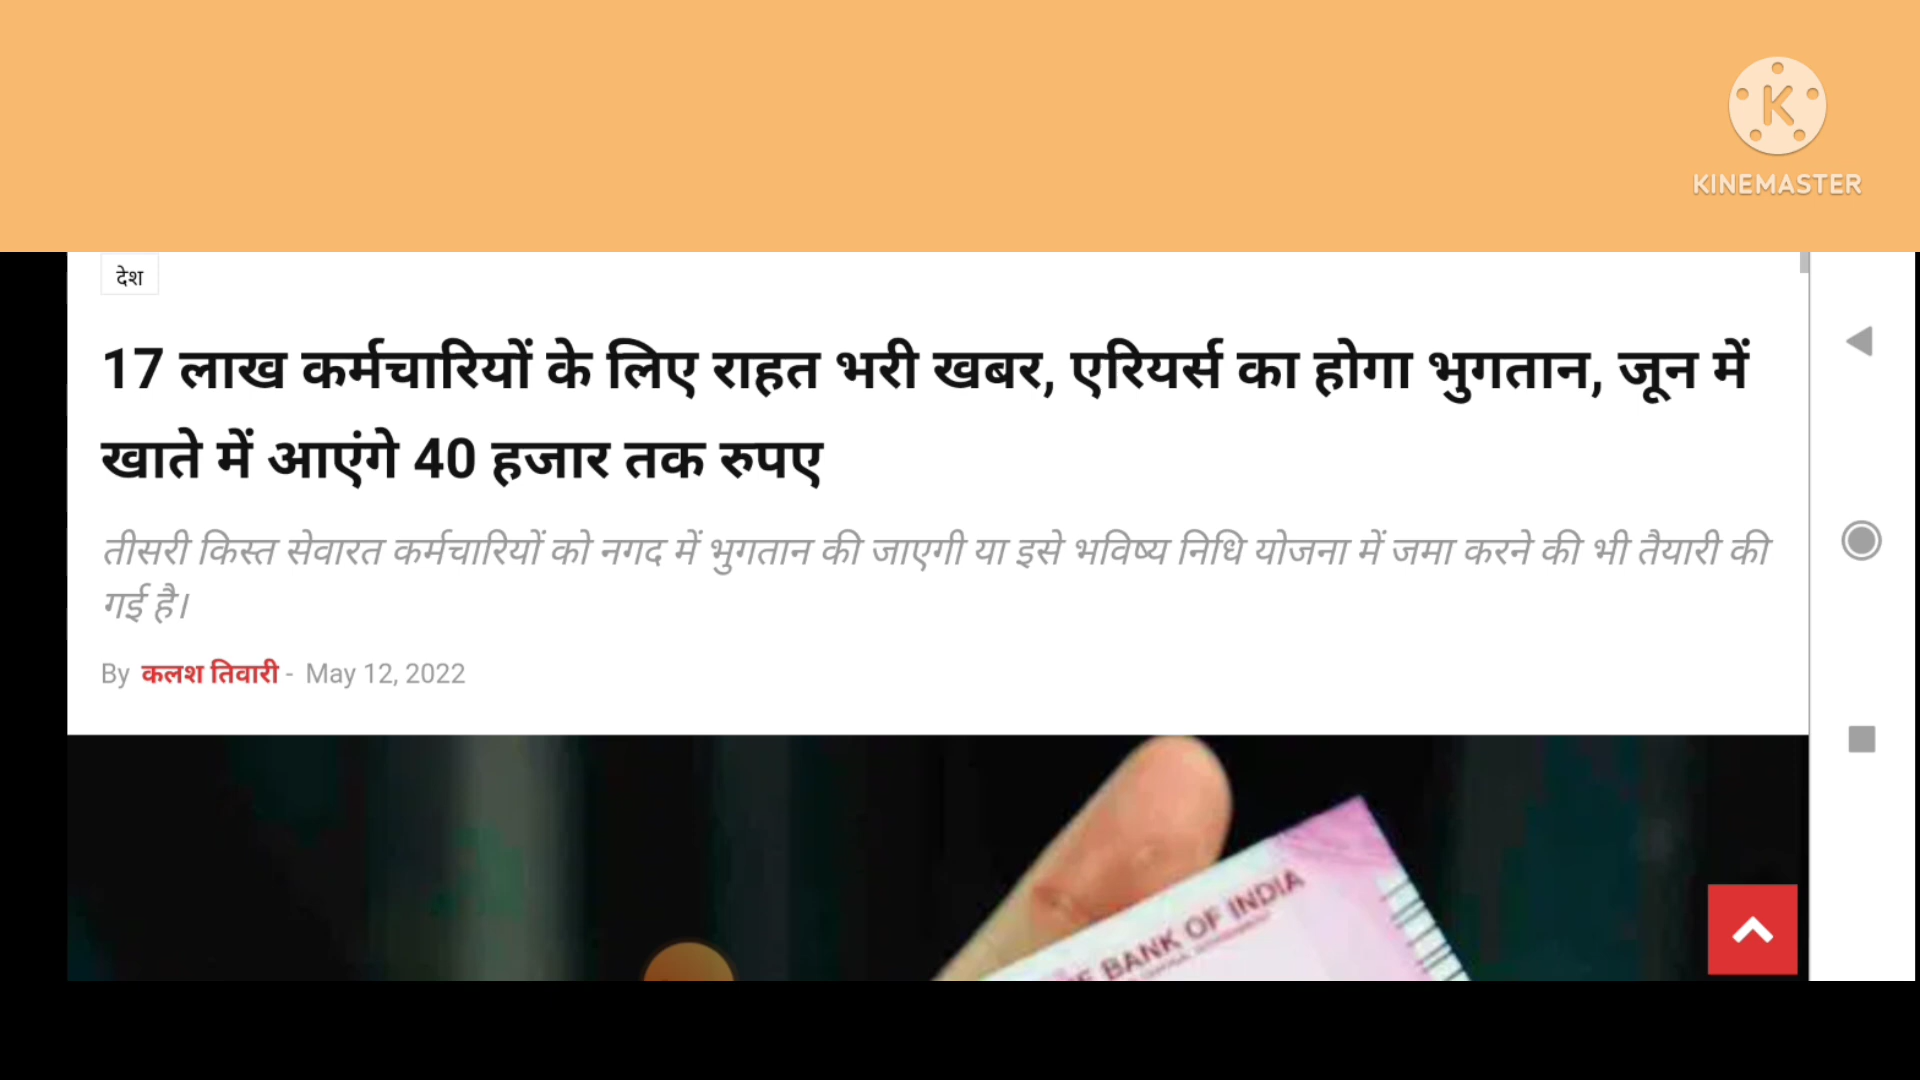 K
KINEMASTER
देश
17 लाख कर्मचारियों के लिए राहत भरी खबर, एरियर्स का होगा भुगतान, जून में
खाते में आएंगे 40 हजार तक रुपए
तीसरी किस्त सेवारत कर्मचारियों को नगद में भुगतान की जाएगी या इसे भविष्य निधि योजना में जमा करने की भी तैयारी की
गई है।
By कलश तिवारी - May 12, 2022
BANK OF INDIA